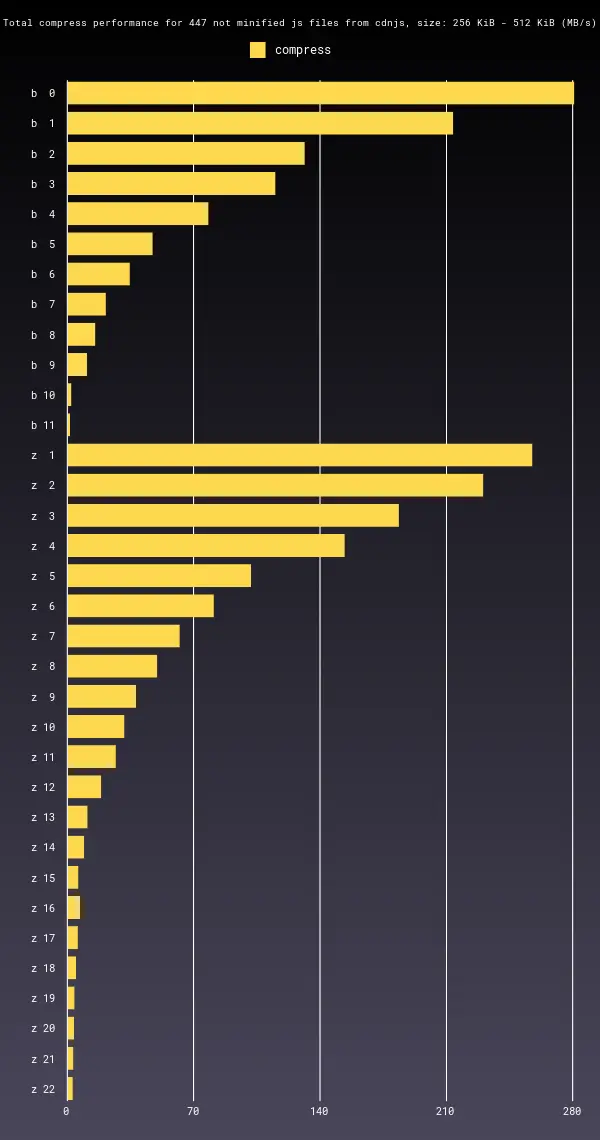 Total compress performance for 447 not minified js files from cdnjs, size: 256 KiB - 512 KiB (MB/s)
compress
b 0
b 1
b 2
b 3
b 4
b 5
b 6
b 7
b 8
b 9
b 10
b 11
z 1
z 2
z 3
z 4
z 5
z 6
z 7
z 8
z 9
z 10
z 11
z 12
z 13
z 14
z 15
z 16
z 17
z 18
z 19
z 20
z 21
z 22
0 70 140 210 280